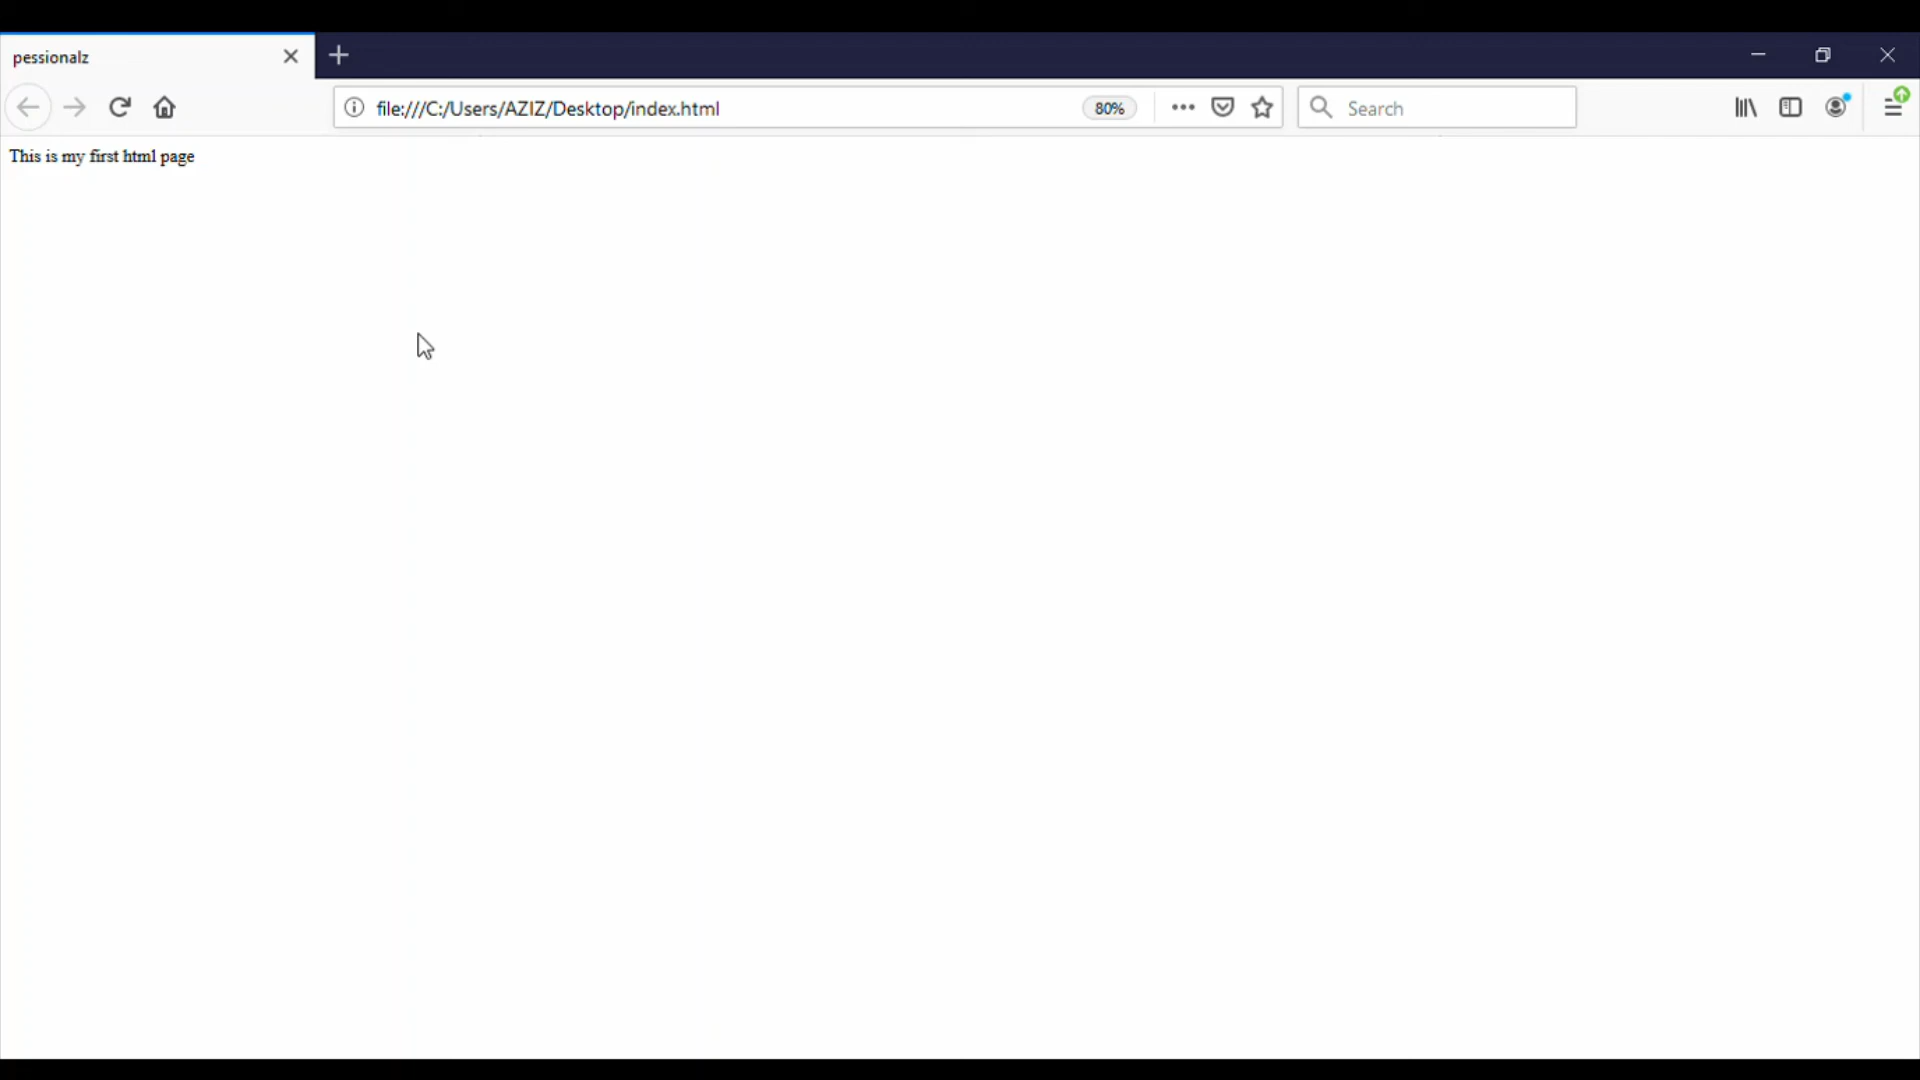 pessionalz
file:///C:/Users/AZIZ/Desktop/index.html
80%
Search
This is my first html page